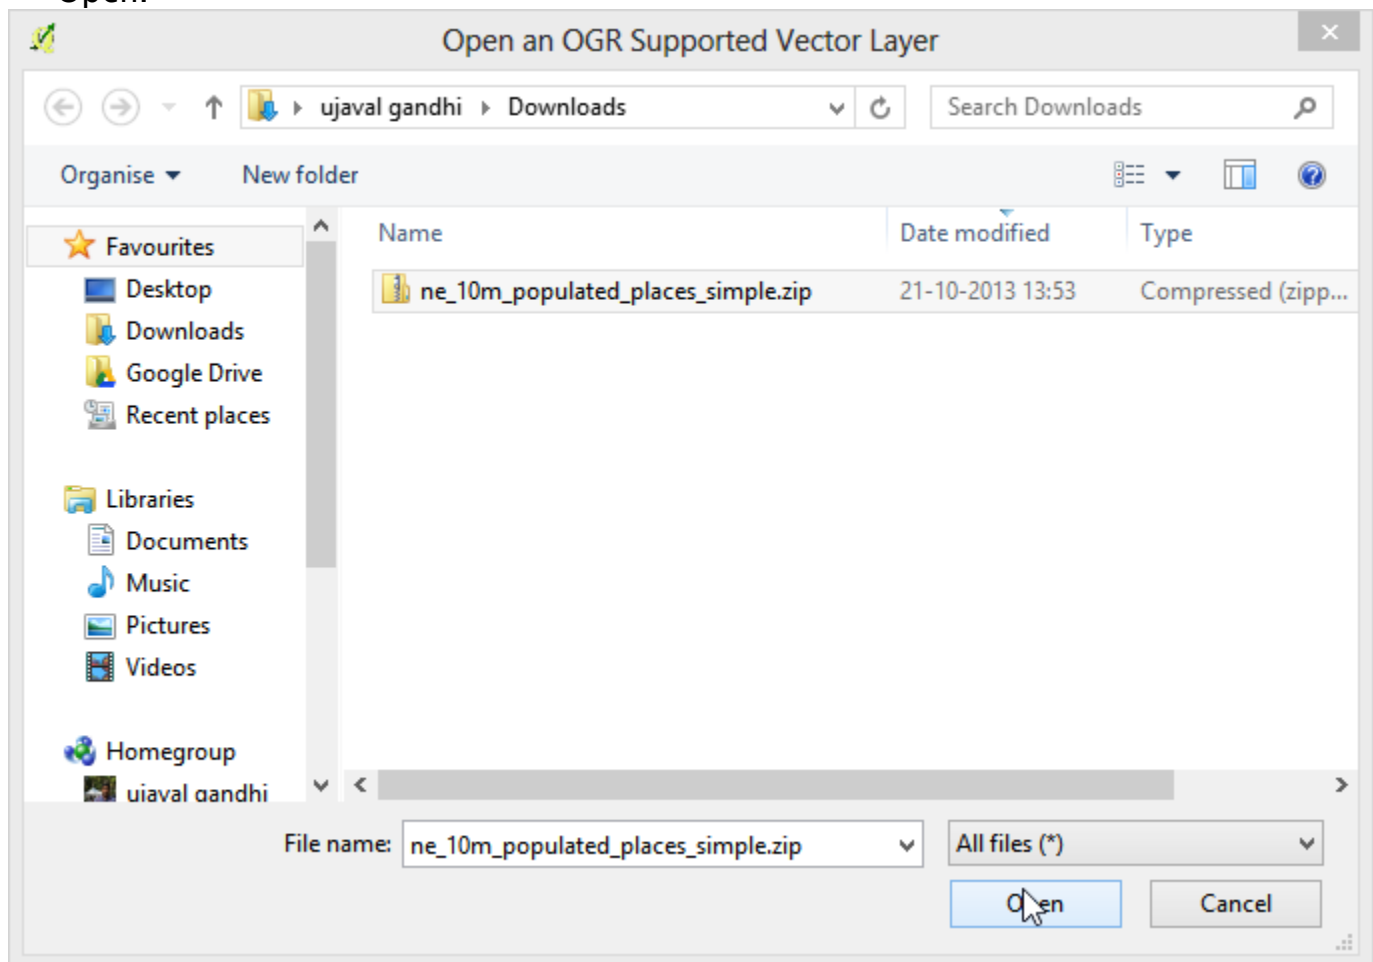 Open.
Open an OGR Supported Vector Layer
ujaval gandhi Downloads
Search Downloads
Organise New folder
Name Date modified Type
Favourites
ne_10m_populated_places_simple.zip 21-10-2013 13:53 Compressed (zipp...
Desktop
Downloads
Google Drive
Recent places
Libraries
Documents
Music
Pictures
Videos
Homegroup
ujaval gandhi
File name: ne_10m_populated_places_simple.zip All files (*)
Open Cancel